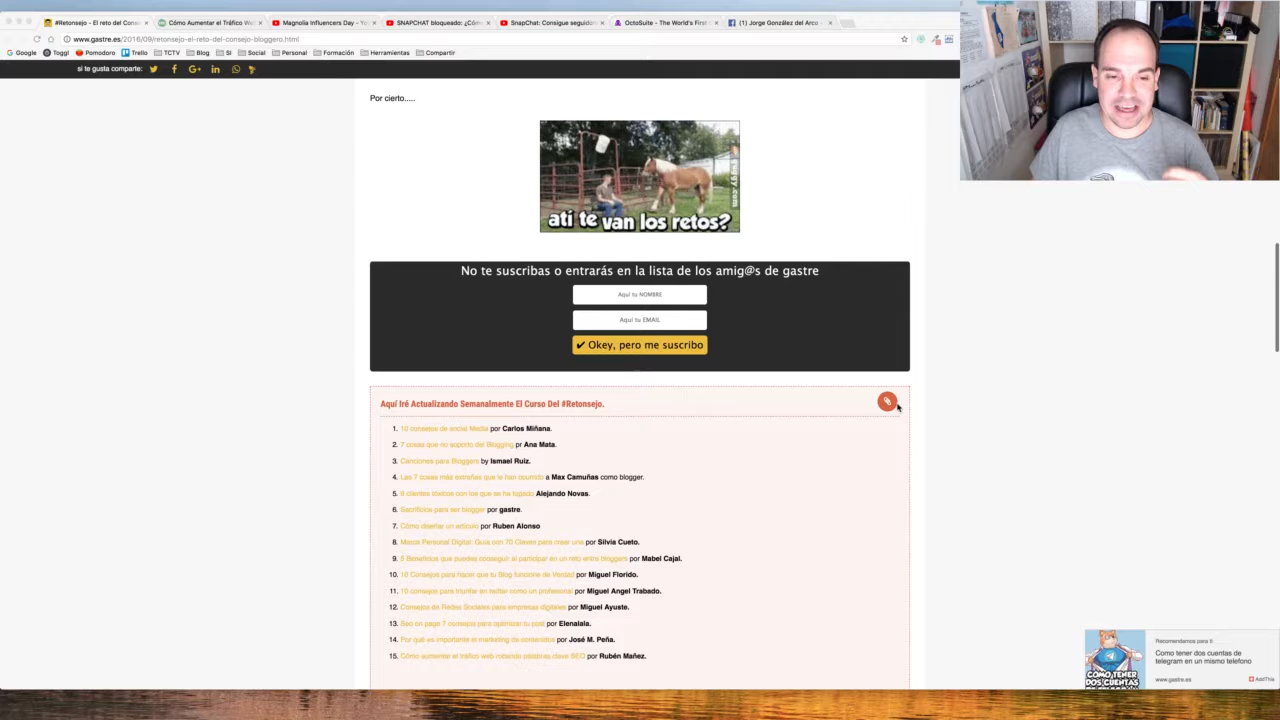 #Retonsejo - El reto del Conse
Cómo Aumentar el Tráfico We
Magnolia Influencers Day - Yo
SNAPCHAT bloqueado: ¿Cóm
SnapChat: Consigue seguido
OctoSuite - The World's First
(1) Jorge González del Arco -
www.gastre.es/2016/09/retonsejo-el-reto-del-consejo-bloggero.html
Google Toggl Pomodoro Trello TCTV Blog SI Social Personal Formación Herramientas Compartir
si te gusta comparte:
Por cierto.....
ati te van los retos?
No te suscribas o entrarás en la lista de los amig@s de gastre
Aquí tu NOMBRE
Aquí tu EMAIL
✔ Okey, pero me suscribo
Aquí Iré Actualizando Semanalmente El Curso Del #Retonsejo.
1. 10 consejos de social Media por Carlos Miñana.
2. 7 cosas que no soporto del Blogging pr Ana Mata.
3. Canciones para Bloggers by Ismael Ruiz.
4. Las 7 cosas más extrañas que le han ocurrido a Max Camuñas como blogger.
5. 6 clientes tóxicos con los que se ha topado Alejando Novas.
6. Sacrificios para ser blogger por gastre.
7. Cómo diseñar un artículo por Ruben Alonso
8. Marca Personal Digital: Guía con 70 Claves para crear una por Silvia Cueto.
9. 5 Beneficios que puedes conseguir al participar en un reto entre bloggers por Mabel Cajal.
10. 10 Consejos para hacer que tu Blog funcione de Verdad por Miguel Florido.
11. 10 consejos para triunfar en twitter como un profesional por Miguel Angel Trabado.
12. Consejos de Redes Sociales para empresas digitales por Miguel Ayuste.
13. Seo on page 7 consejos para optimizar tu post por Elenalala.
14. Por qué es importante el marketing de contenidos por José M. Peña.
15. Cómo aumentar el tráfico web rotando palabras clave SEO por Rubén Mañez.
Recomendamos para ti
Como tener dos cuentas de
telegram en un mismo telefono
www.gastre.es
AddThis
COMO TENER
DOS CUENTAS